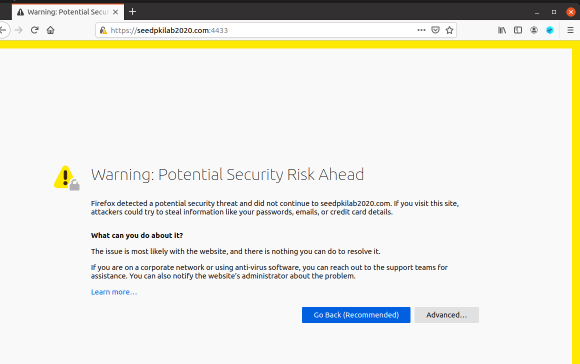 Warning: Potential Secur
https://seedpkilab2020.com:4433
Warning: Potential Security Risk Ahead
Firefox detected a potential security threat and did not continue to seedpkilab2020.com. If you visit this site,
attackers could try to steal information like your passwords, emails, or credit card details.
What can you do about it?
The issue is most likely with the website, and there is nothing you can do to resolve it.
If you are on a corporate network or using anti-virus software, you can reach out to the support teams for
assistance. You can also notify the website's administrator about the problem.
Learn more…
Go Back (Recommended) Advanced…